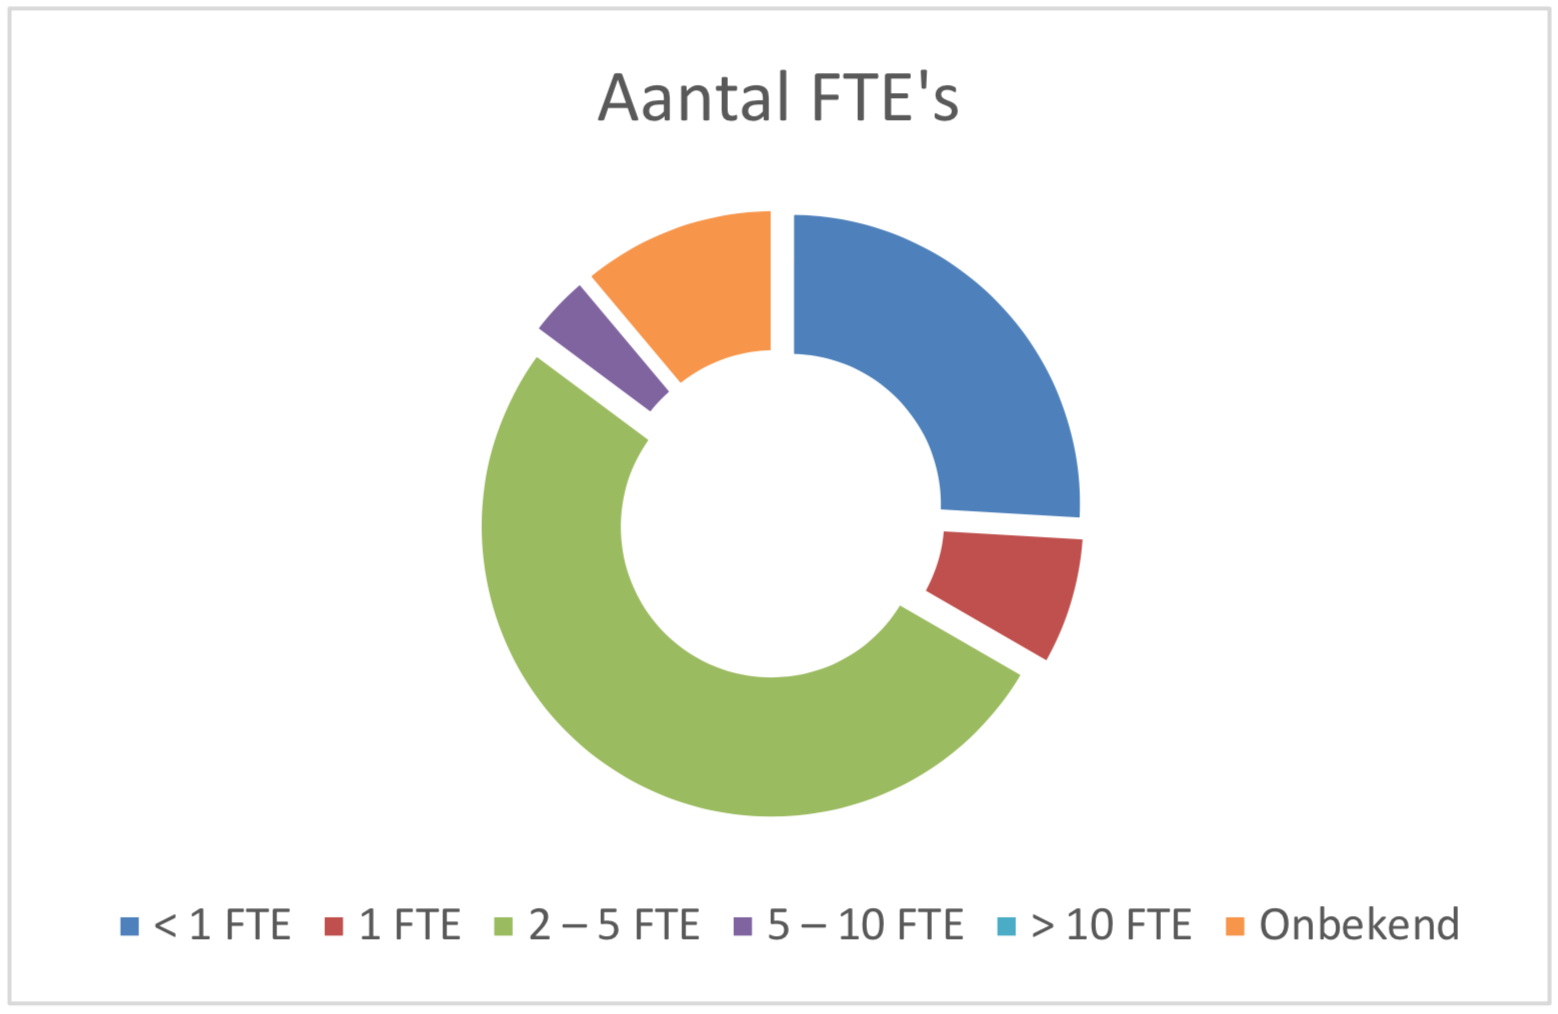 Aantal FTE's
< 1 FTE 1 FTE 2 – 5 FTE 5 – 10 FTE > 10 FTE Onbekend